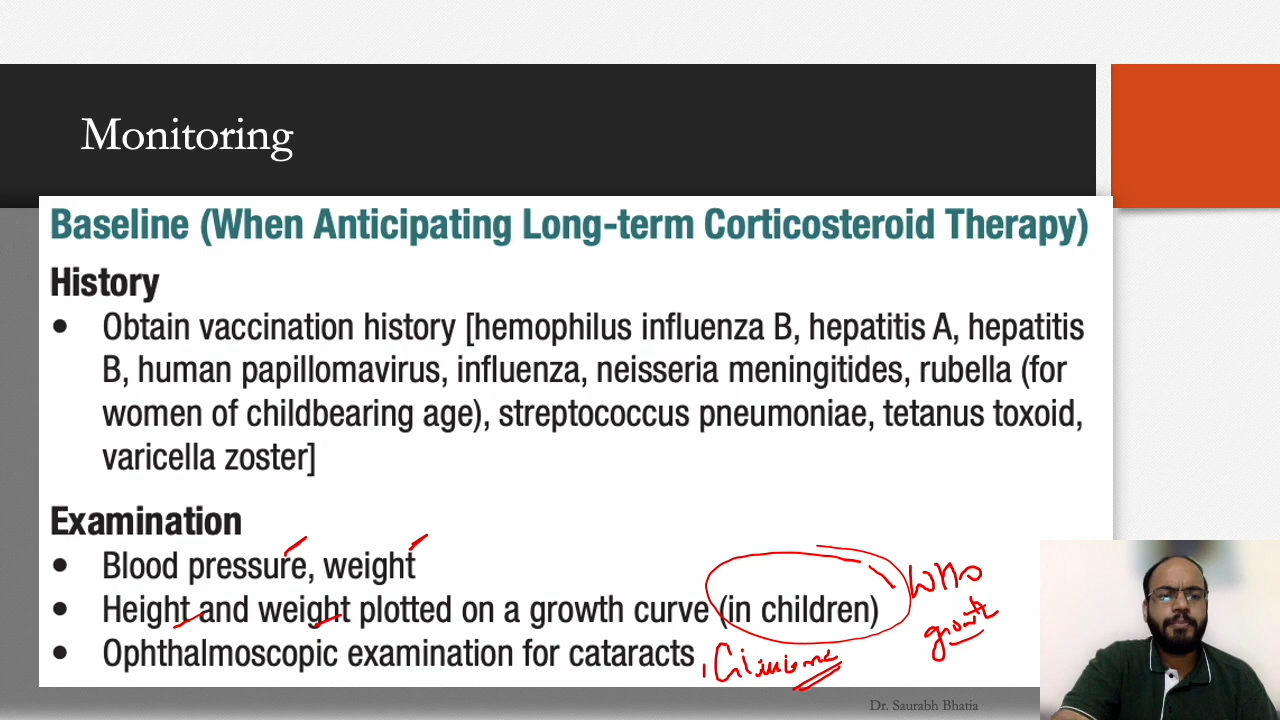 Monitoring
Baseline (When Anticipating Long-term Corticosteroid Therapy)
History
• Obtain vaccination history [hemophilus influenza B, hepatitis A, hepatitis
B, human papillomavirus, influenza, neisseria meningitides, rubella (for
women of childbearing age), streptococcus pneumoniae, tetanus toxoid,
varicella zoster]
Examination
• Blood pressure, weight
• Height and weight plotted on a growth curve (in children)
WHO
growth
• Ophthalmoscopic examination for cataracts
Dr. Saurabh Bhatia